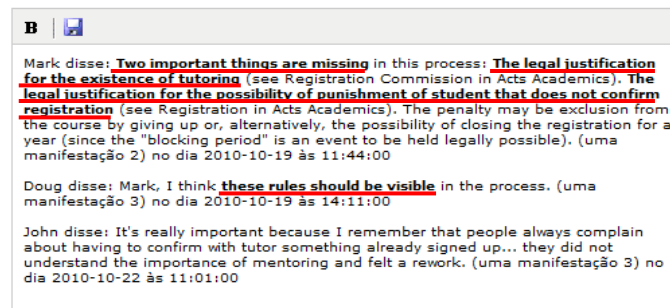 B
Mark disse: Two important things are missing in this process: The legal justification
for the existence of tutoring (see Registration Commission in Acts Academics). The
legal justification for the possibility of punishment of student that does not confirm
registration (see Registration in Acts Academics). The penalty may be exclusion from
the course by giving up or, alternatively, the possibility of closing the registration for a
year (since the "blocking period" is an event to be held legally possible). (uma
manifestação 2) no dia 2010-10-19 às 11:44:00
Doug disse: Mark, I think these rules should be visible in the process. (uma
manifestação 3) no dia 2010-10-19 às 14:11:00
John disse: It's really important because I remember that people always complain
about having to confirm with tutor something already signed up... they did not
understand the importance of mentoring and felt a rework. (uma manifestação 3) no
dia 2010-10-22 às 11:01:00